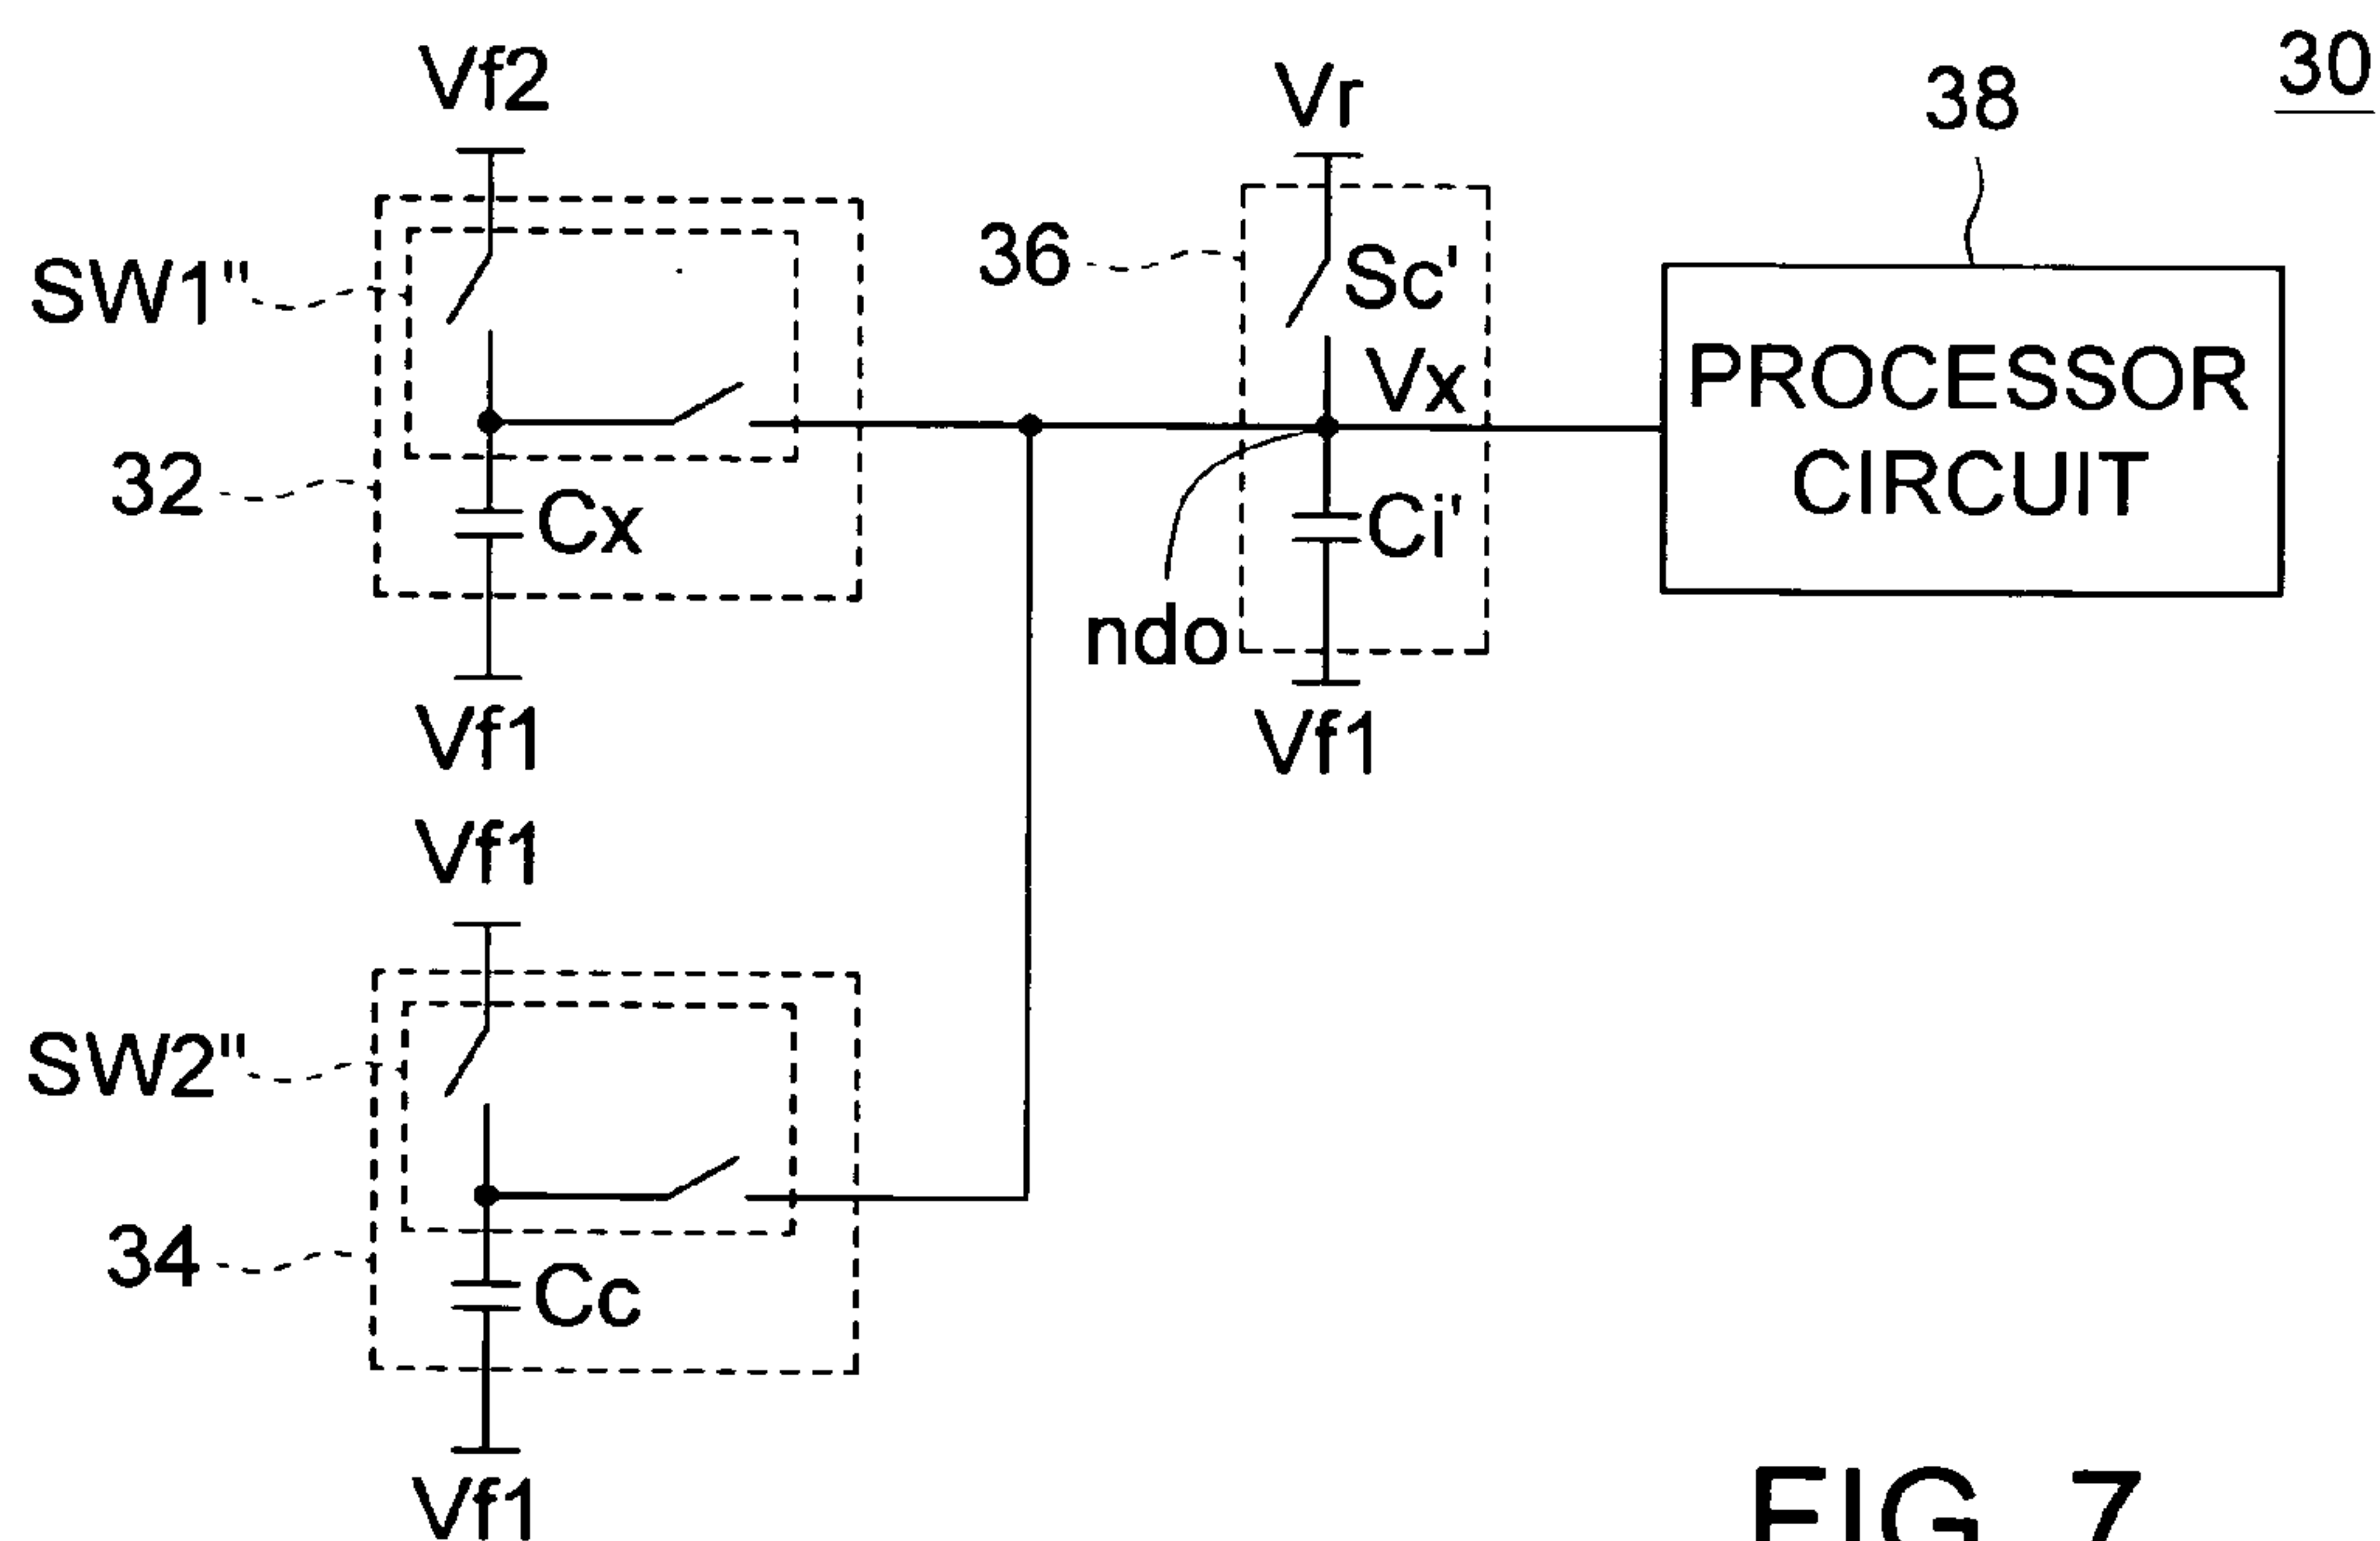 30
Vf2
Vr
38
SW1"
36
Sc'
Vx
PROCESSOR
CIRCUIT
32
Cx
Ci'
ndo
Vf1
Vf1
Vf1
SW2"
34
Cc
Vf1
FIG. 7